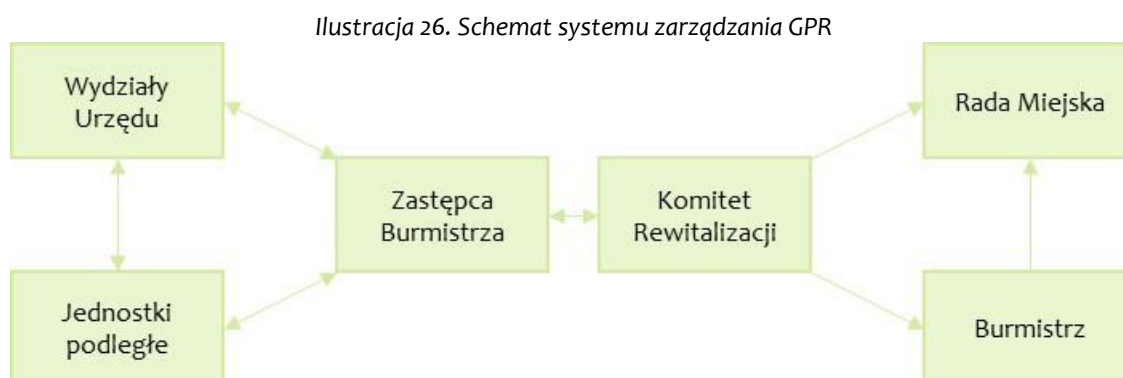 Ilustracja 26. Schemat systemu zarządzania GPR
Wydziały
Urzędu
Rada Miejska
Zastępca
Burmistrza
Komitet
Rewitalizacji
Jednostki
podległe
Burmistrz